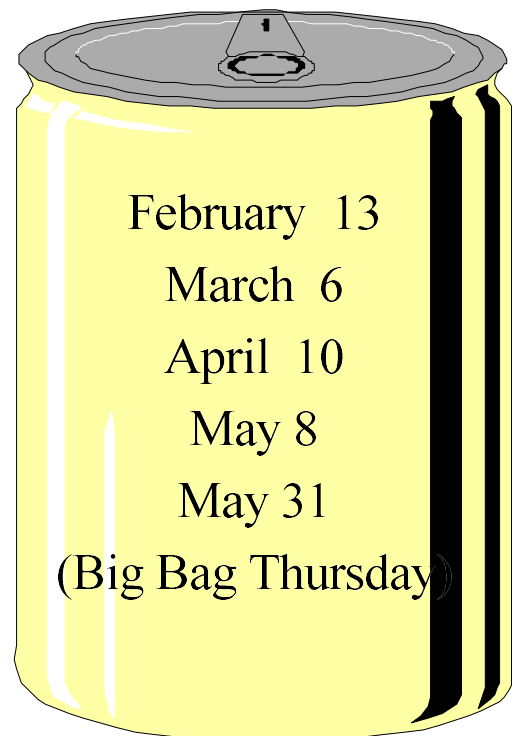 February 13
March 6
April 10
May 8
May 31
(Big Bag Thursday)